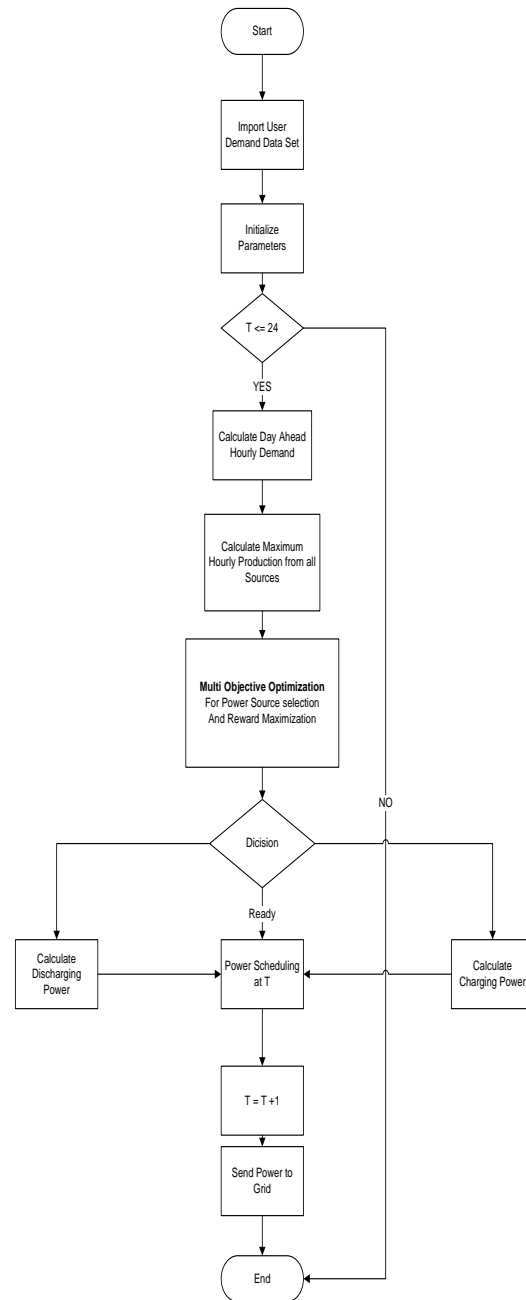 Start
Import User
Demand Data Set
Initialize
Parameters
T <= 24
YES
Calculate Day Ahead
Hourly Demand
Calculate Maximum
Hourly Production from all
Sources
Multi Objective Optimization
For Power Source selection
And Reward Maximization
NO
Dicision
Ready
Calculate
Discharging
Power
Power Scheduling
at T
Calculate
Charging Power
T = T +1
Send Power to
Grid
End